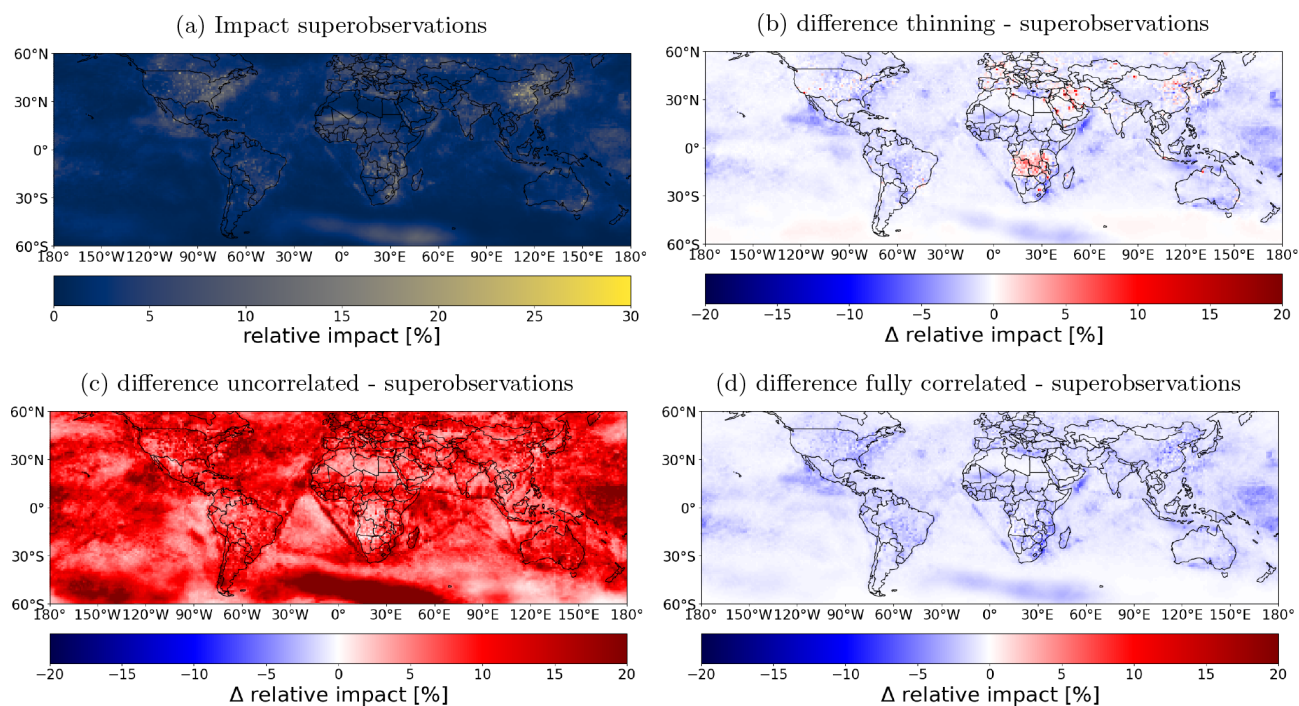 (a) Impact superobservations
60°N
30°N
0°
30°S
60°S
180° 150°W 120°W 90°W 60°W 30°W 0° 30°E 60°E 90°E 120°E 150°E 180°
0 5 10 15 20 25 30
relative impact [%]
(b) difference thinning - superobservations
60°N
30°N
0°
30°S
60°S
180° 150°W 120°W 90°W 60°W 30°W 0° 30°E 60°E 90°E 120°E 150°E 180°
−20 −15 −10 −5 0 5 10 15 20
Δ relative impact [%]
(c) difference uncorrelated - superobservations
60°N
30°N
0°
30°S
60°S
180° 150°W 120°W 90°W 60°W 30°W 0° 30°E 60°E 90°E 120°E 150°E 180°
−20 −15 −10 −5 0 5 10 15 20
Δ relative impact [%]
(d) difference fully correlated - superobservations
60°N
30°N
0°
30°S
60°S
180° 150°W 120°W 90°W 60°W 30°W 0° 30°E 60°E 90°E 120°E 150°E 180°
−20 −15 −10 −5 0 5 10 15 20
Δ relative impact [%]